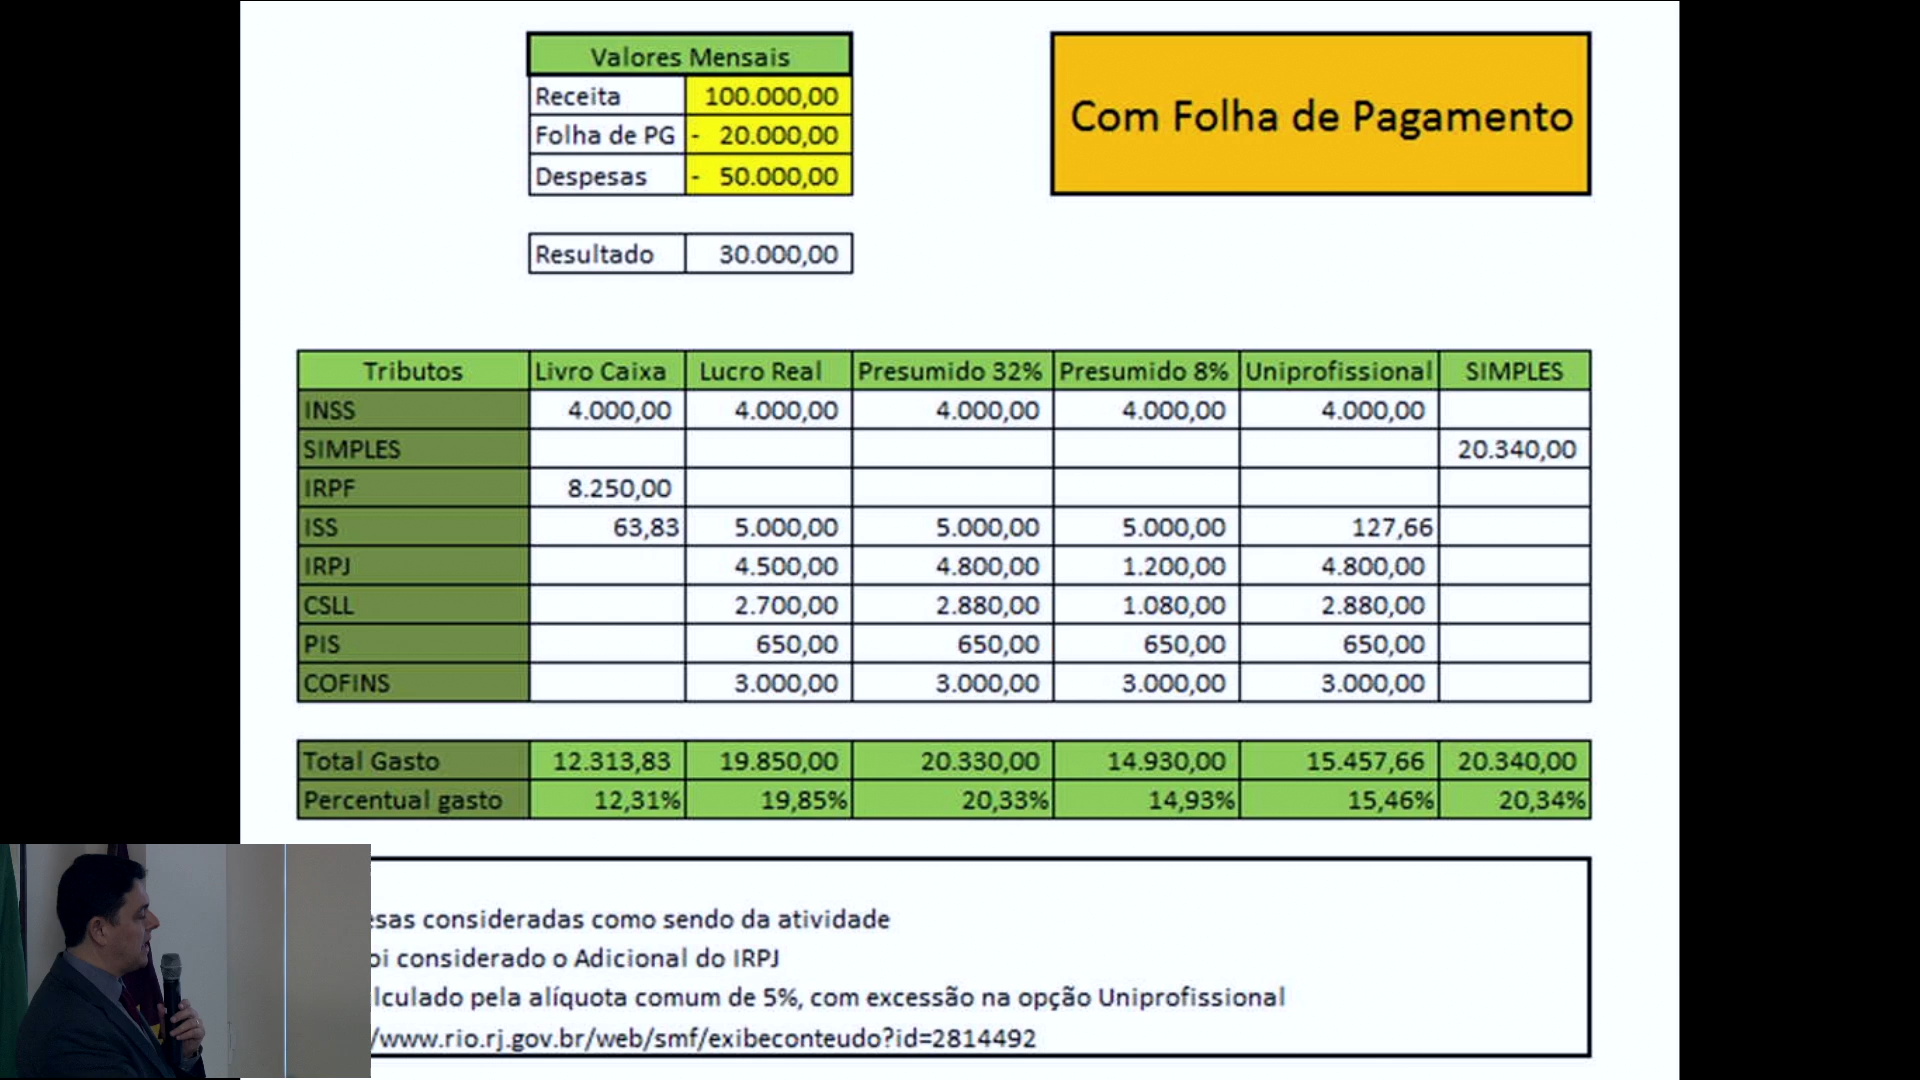 Valores Mensais
Receita 100.000,00
Folha de PG - 20.000,00
Despesas - 50.000,00
Com Folha de Pagamento
Resultado 30.000,00
Tributos Livro Caixa Lucro Real Presumido 32% Presumido 8% Uniprofissional SIMPLES
INSS 4.000,00 4.000,00 4.000,00 4.000,00 4.000,00
SIMPLES 20.340,00
IRPF 8.250,00
ISS 63,83 5.000,00 5.000,00 5.000,00 127,66
IRPJ 4.500,00 4.800,00 1.200,00 4.800,00
CSLL 2.700,00 2.880,00 1.080,00 2.880,00
PIS 650,00 650,00 650,00 650,00
COFINS 3.000,00 3.000,00 3.000,00 3.000,00
Total Gasto 12.313,83 19.850,00 20.330,00 14.930,00 15.457,66 20.340,00
Percentual gasto 12,31% 19,85% 20,33% 14,93% 15,46% 20,34%
esas consideradas como sendo da atividade
oi considerado o Adicional do IRPJ
lculado pela alíquota comum de 5%, com excessão na opção Uniprofissional
/www.rio.rj.gov.br/web/smf/exibeconteudo?id=2814492